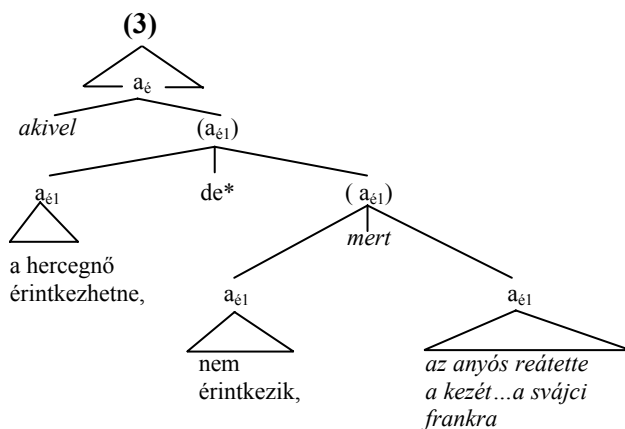 (3)
aé
akivel
(aé1)
aé1
de*
( aé1)
mert
a hercegnő
érintkezhetne,
aé1
aé1
nem
érintkezik,
az anyós reátette
a kezét…a svájci
frankra